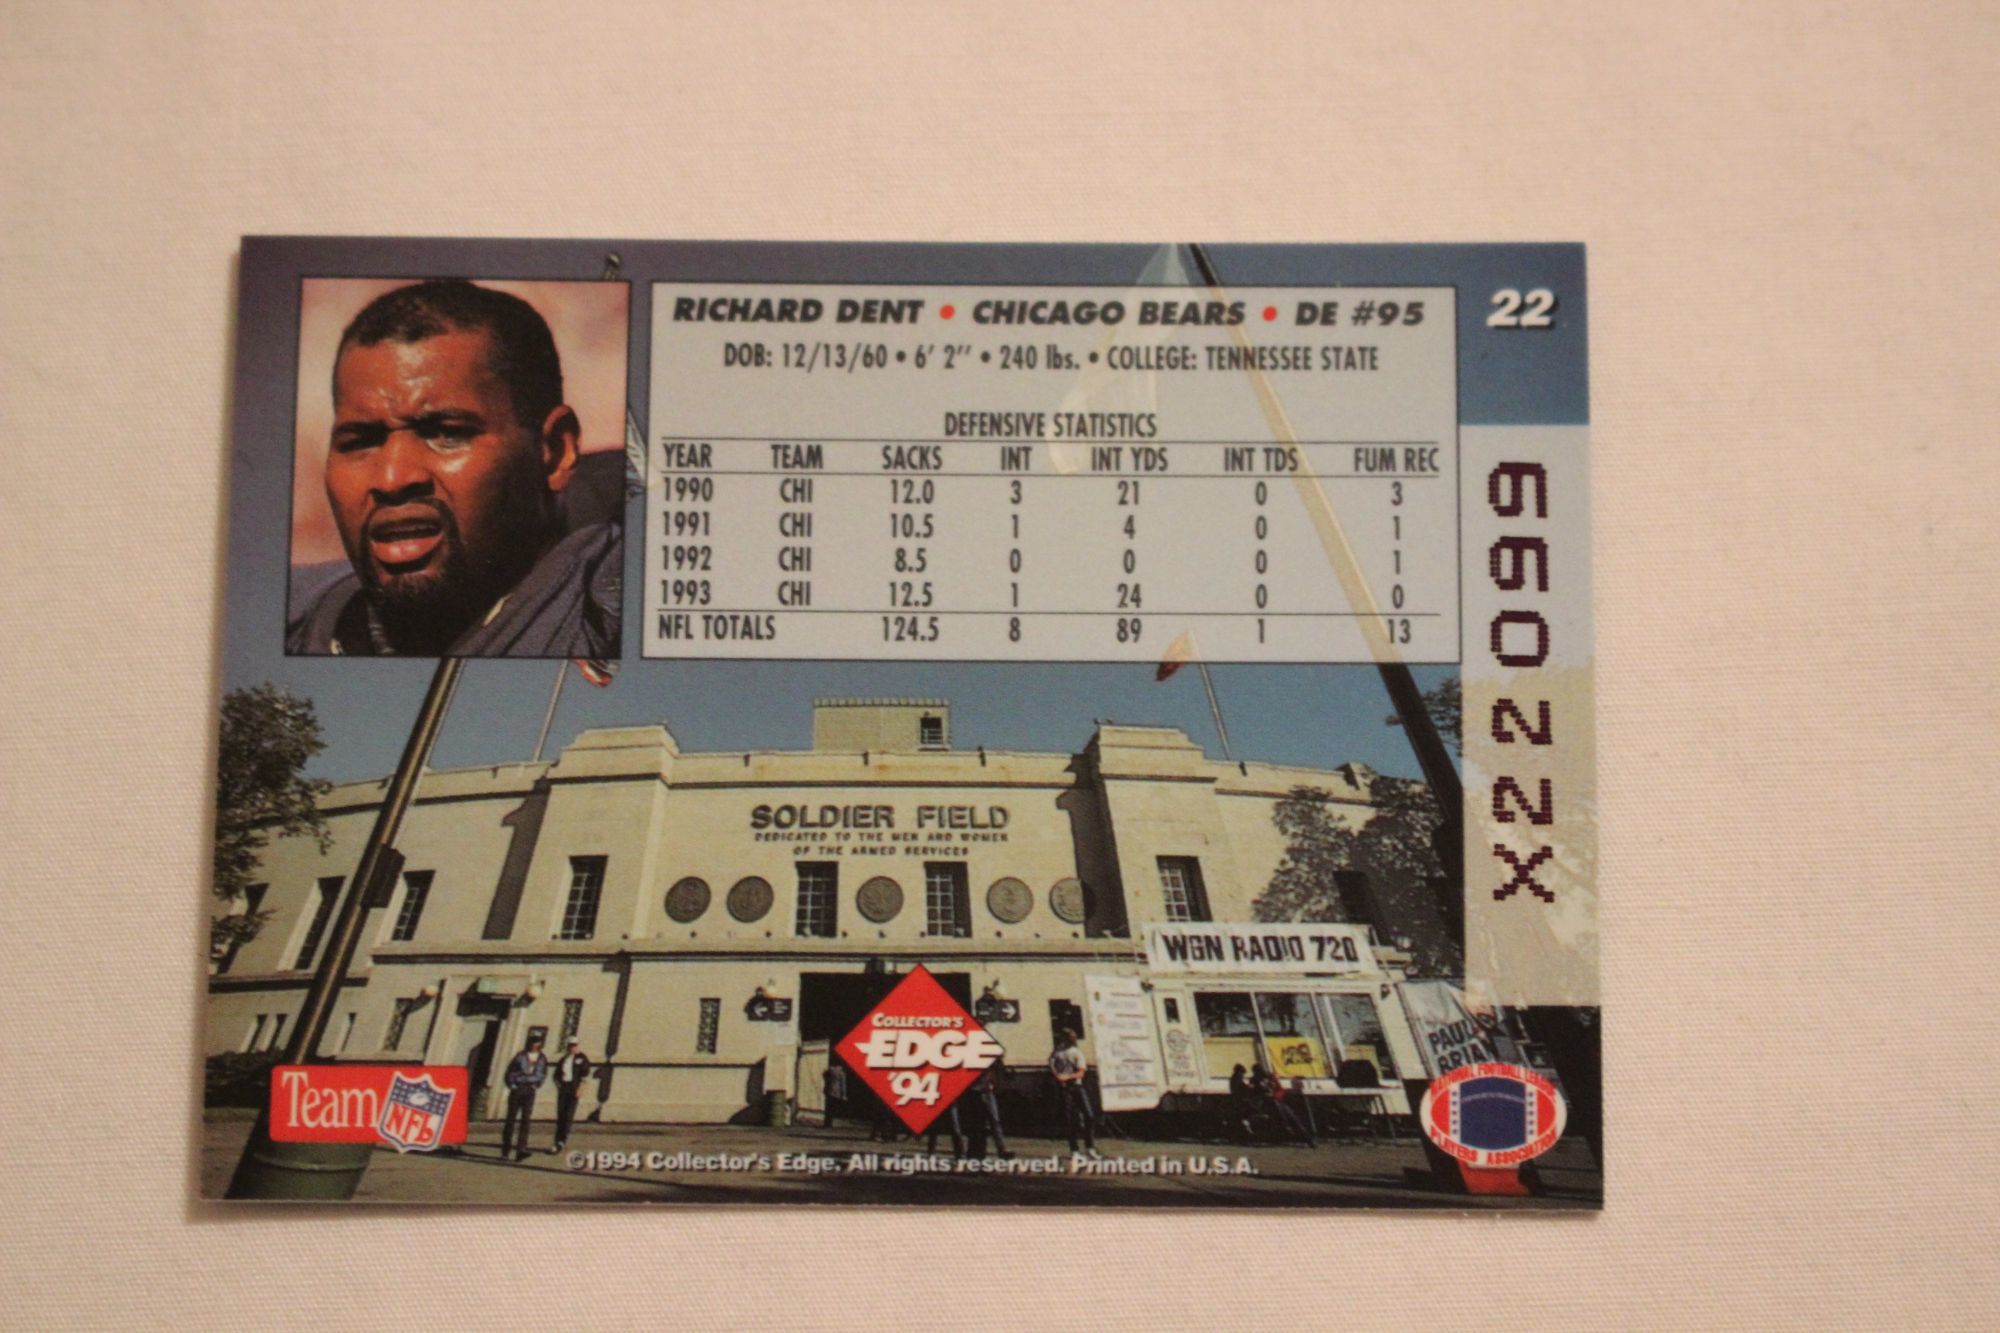 RICHARD DENT • CHICAGO BEARS • DE #95
22
DOB: 12/13/60 • 6' 2'' • 240 lbs. • COLLEGE: TENNESSEE STATE
DEFENSIVE STATISTICS
YEAR TEAM SACKS INT INT YDS INT TDS FUM REC
1990 CHI 12.0 3 21 0 3
1991 CHI 10.5 1 4 0 1
1992 CHI 8.5 0 0 0 1
1993 CHI 12.5 1 24 0 0
NFL TOTALS 124.5 8 89 1 13
XZZ099
SOLDIER FIELD
DEDICATED TO THE MEN AND WOMEN
OF THE ARMED SERVICES
WGN RADIO 720
PAUL
BRIAN
COLLECTOR'S
EDGE
'94
Team NFL
NATIONAL FOOTBALL LEAGUE
PLAYERS ASSOCIATION
©1994 Collector's Edge. All rights reserved. Printed in U.S.A.